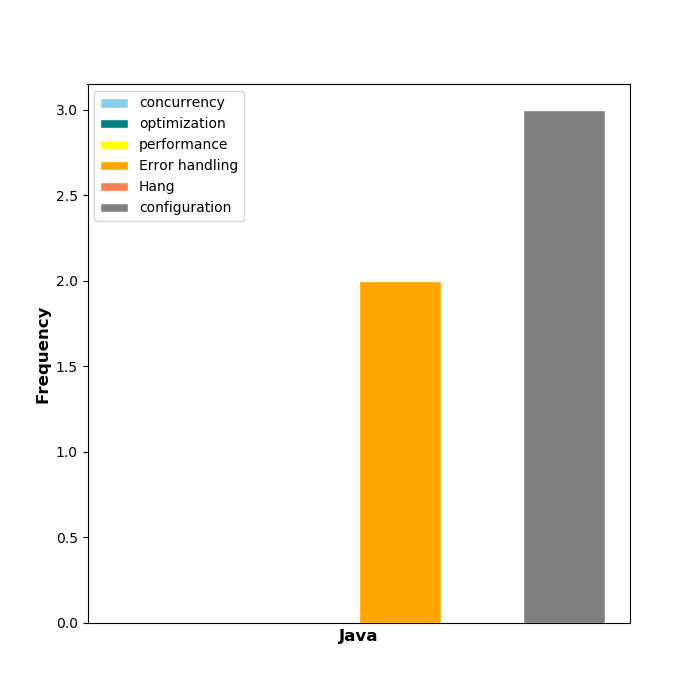 concurrency
optimization
performance
Error handling
Hang
configuration
3.0
2.5
2.0
1.5
1.0
0.5
0.0
Frequency
Java